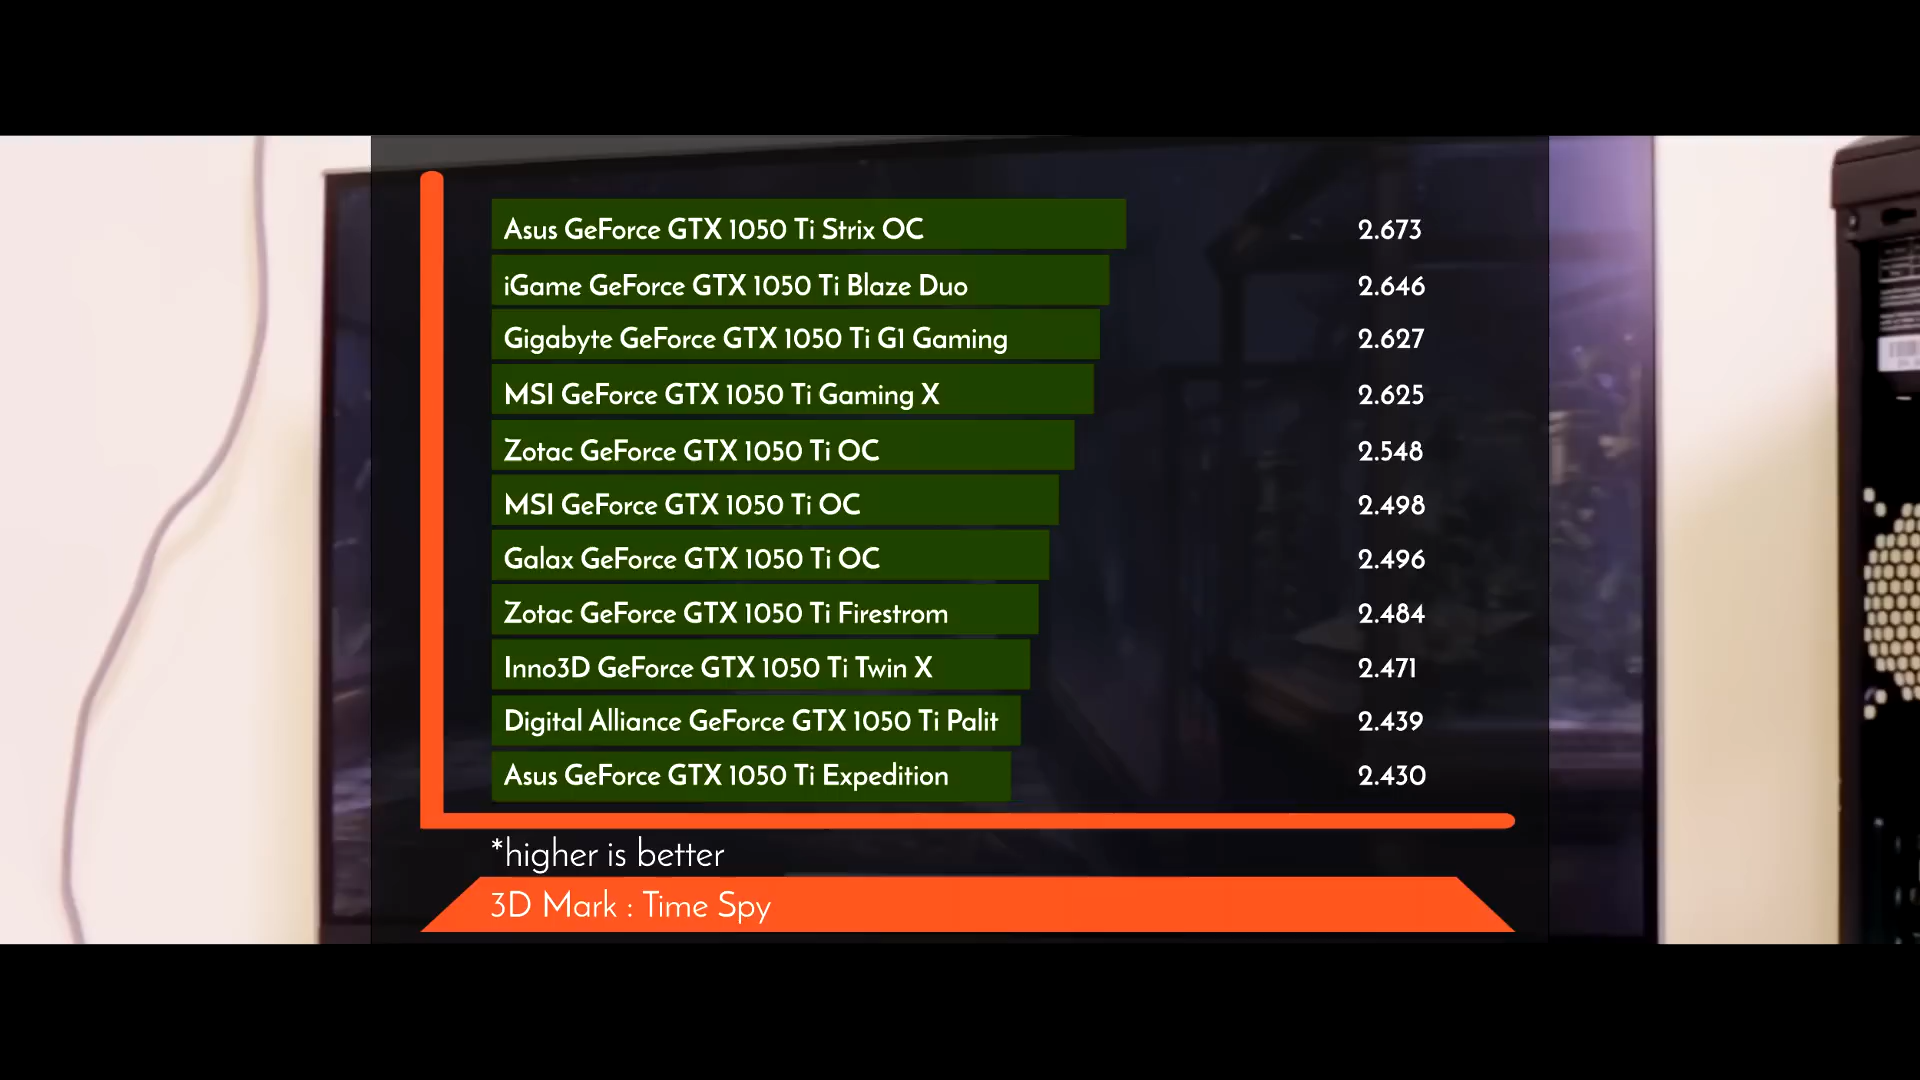 Asus GeForce GTX 1050 Ti Strix OC 2.673
iGame GeForce GTX 1050 Ti Blaze Duo 2.646
Gigabyte GeForce GTX 1050 Ti G1 Gaming 2.627
MSI GeForce GTX 1050 Ti Gaming X 2.625
Zotac GeForce GTX 1050 Ti OC 2.548
MSI GeForce GTX 1050 Ti OC 2.498
Galax GeForce GTX 1050 Ti OC 2.496
Zotac GeForce GTX 1050 Ti Firestrom 2.484
Inno3D GeForce GTX 1050 Ti Twin X 2.471
Digital Alliance GeForce GTX 1050 Ti Palit 2.439
Asus GeForce GTX 1050 Ti Expedition 2.430
*higher is better
3D Mark : Time Spy